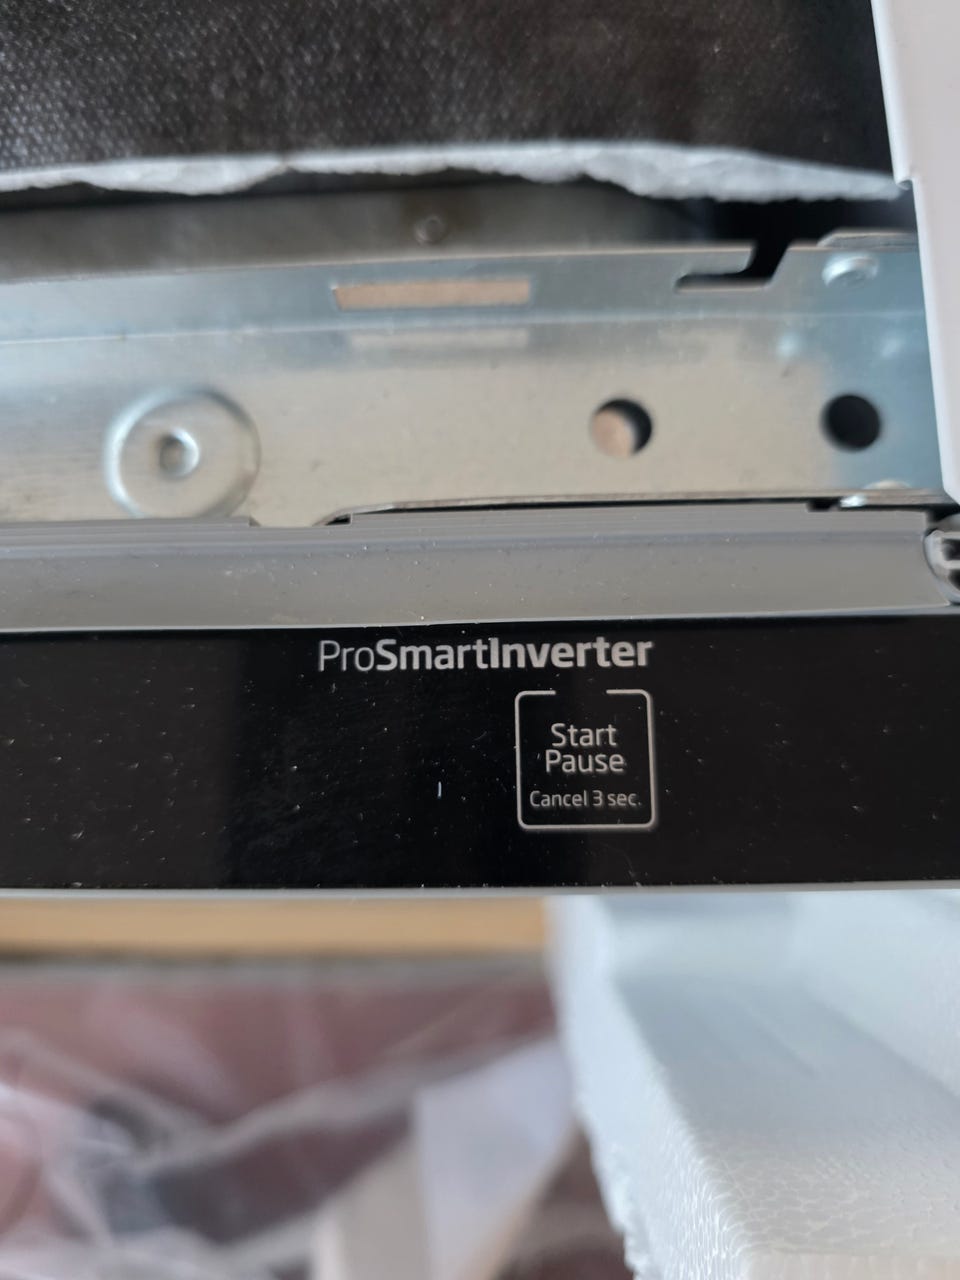 ProSmartInverter
Start
Pause
Cancel 3 sec.